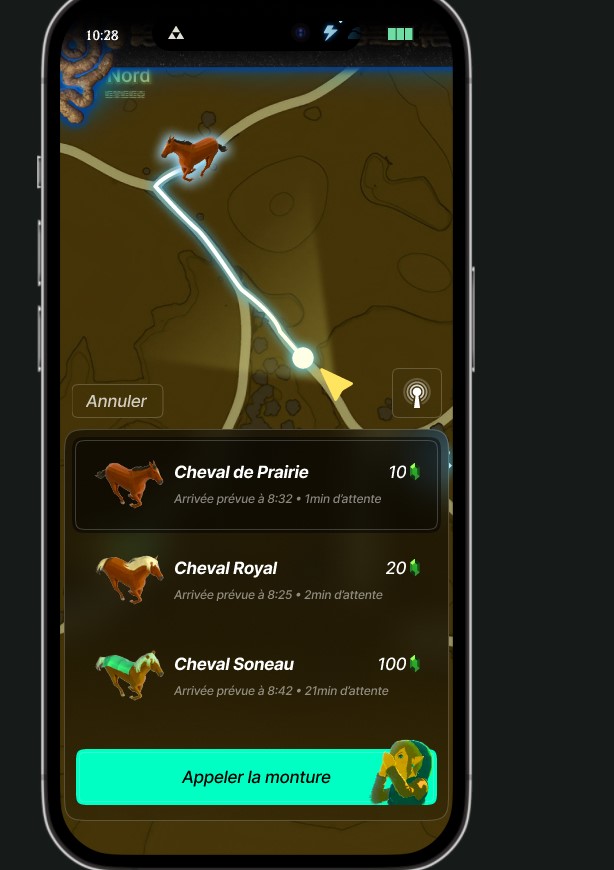 10:28
Nord
Annuler
Cheval de Prairie
10
Arrivée prévue à 8:32 • 1min d'attente
Cheval Royal
20
Arrivée prévue à 8:25 • 2min d'attente
Cheval Soneau
100
Arrivée prévue à 8:42 • 21min d'attente
Appeler la monture